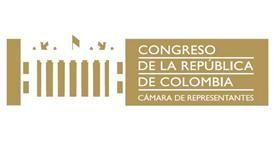 CONGRESO
DE LA REPÚBLICA
DE COLOMBIA
CÁMARA DE REPRESENTANTES